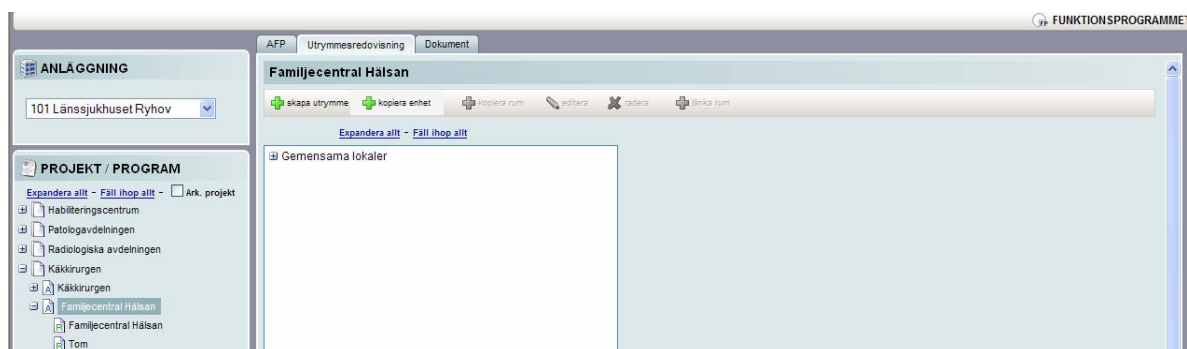 FUNKTIONSPROGRAMMET
AFP Utrymmesredovisning Dokument
ANLÄGGNING
101 Länssjukhuset Ryhov
PROJEKT / PROGRAM
Expandera allt - Fäll ihop allt - Ark. projekt
Habiliteringscentrum
Patologavdelningen
Radiologiska avdelningen
Käkkirurgen
Käkkirurgen
Familjecentral Hälsan
Familjecentral Hälsan
Tom
Familjecentral Hälsan
skapa utrymme kopiera enhet kopiera rum editera radera länka rum
Expandera allt - Fäll ihop allt
Gemensama lokaler